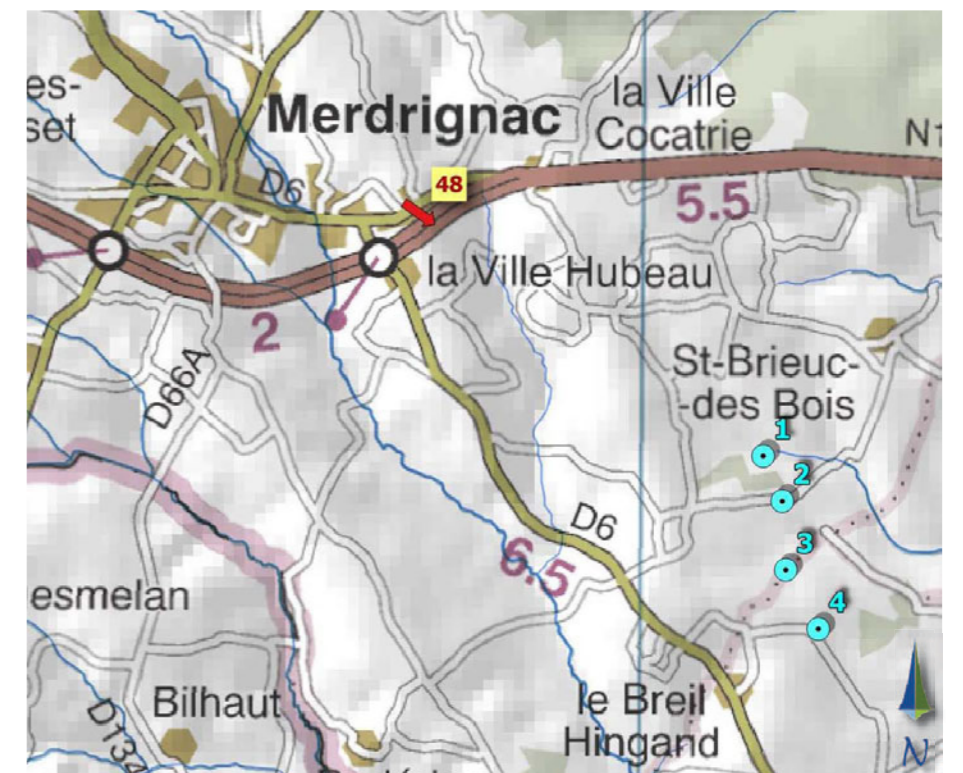 es-
set
Merdrignac
la Ville
Cocatrie
N1
D6
48
5.5
la Ville Hubeau
2
D66A
St-Brieuc-
-des Bois
1
2
3
4
D6
6.5
esmelan
Bilhaut
D134
le Breil
Hingand
N